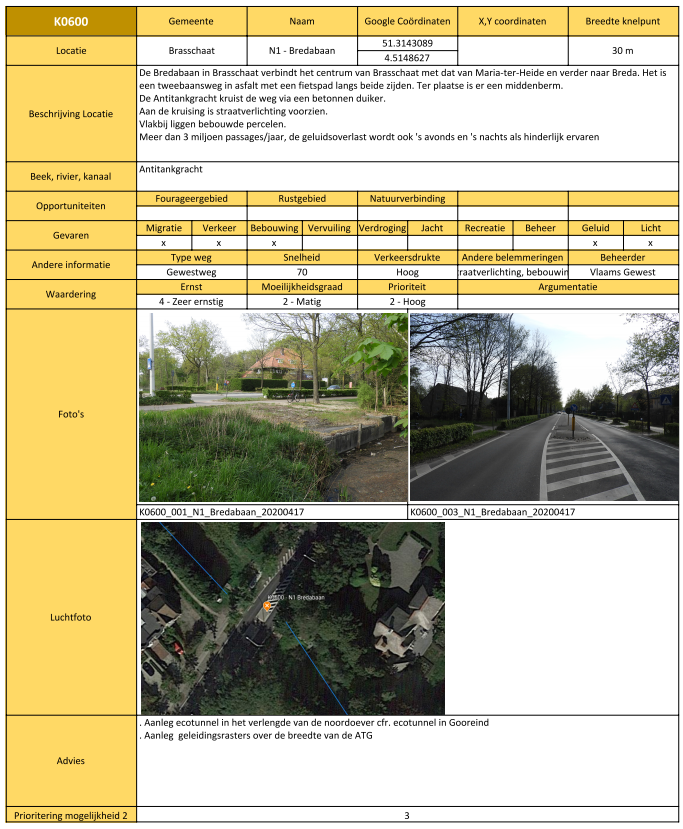 K0600 Gemeente Naam Google Coördinaten X,Y coordinaten Breedte knelpunt
Locatie Brasschaat N1 - Bredabaan 51.3143089 30 m
4.5148627
Beschrijving Locatie
De Bredabaan in Brasschaat verbindt het centrum van Brasschaat met dat van Maria-ter-Heide en verder naar Breda. Het is
een tweebaansweg in asfalt met een fietspad langs beide zijden. Ter plaatse is er een middenberm.
De Antitankgracht kruist de weg via een betonnen duiker.
Aan de kruising is straatverlichting voorzien.
Vlakbij liggen bebouwde percelen.
Meer dan 3 miljoen passages/jaar, de geluidsoverlast wordt ook 's avonds en 's nachts als hinderlijk ervaren
Beek, rivier, kanaal Antitankgracht
Opportuniteiten Fourageergebied Rustgebied Natuurverbinding
Gevaren Migratie Verkeer Bebouwing Vervuiling Verdroging Jacht Recreatie Beheer Geluid Licht
x x x x x
Andere informatie Type weg Snelheid Verkeersdrukte Andere belemmeringen Beheerder
Gewestweg 70 Hoog raatverlichting, bebouwin Vlaams Gewest
Waardering Ernst Moeilijkheidsgraad Prioriteit Argumentatie
4 - Zeer ernstig 2 - Matig 2 - Hoog
Foto's
K0600_001_N1_Bredabaan_20200417 K0600_003_N1_Bredabaan_20200417
Luchtfoto
K0600 - N1 Bredabaan
Advies
. Aanleg ecotunnel in het verlengde van de noordoever cfr. ecotunnel in Gooreind
. Aanleg geleidingsrasters over de breedte van de ATG
Prioritering mogelijkheid 2 3